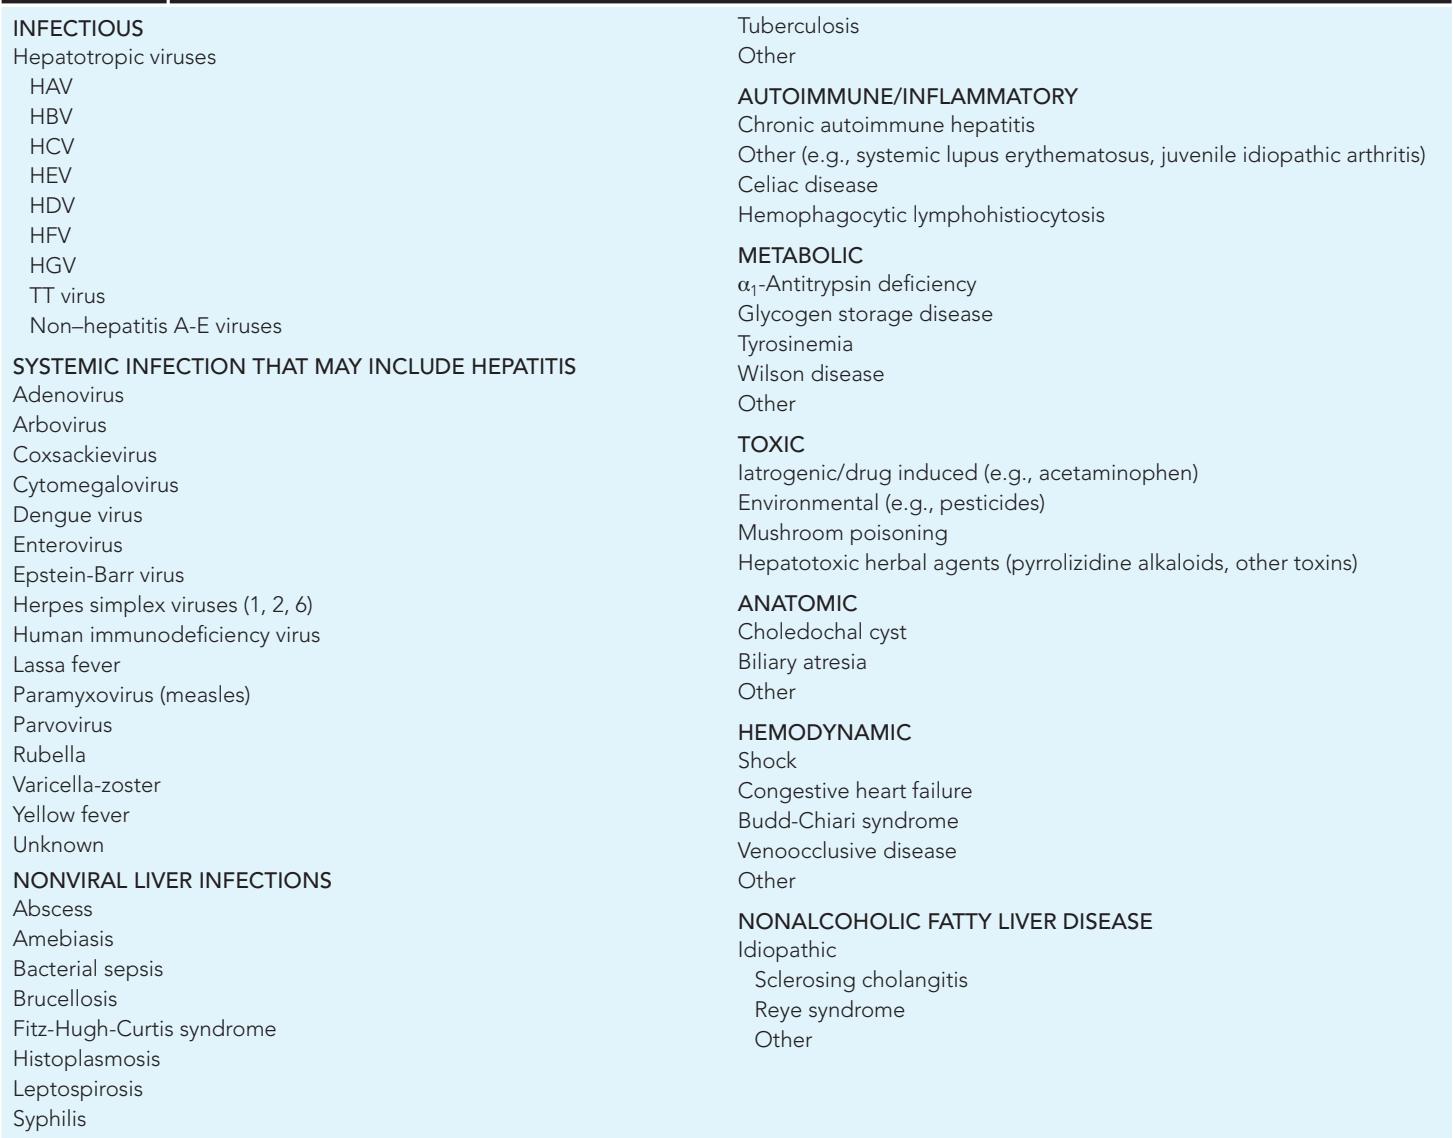 INFECTIOUS
Hepatotropic viruses
HAV
HBV
HCV
HEV
HDV
HFV
HGV
TT virus
Non–hepatitis A-E viruses
SYSTEMIC INFECTION THAT MAY INCLUDE HEPATITIS
Adenovirus
Arbovirus
Coxsackievirus
Cytomegalovirus
Dengue virus
Enterovirus
Epstein-Barr virus
Herpes simplex viruses (1, 2, 6)
Human immunodeficiency virus
Lassa fever
Paramyxovirus (measles)
Parvovirus
Rubella
Varicella-zoster
Yellow fever
Unknown
NONVIRAL LIVER INFECTIONS
Abscess
Amebiasis
Bacterial sepsis
Brucellosis
Fitz-Hugh-Curtis syndrome
Histoplasmosis
Leptospirosis
Syphilis
Tuberculosis
Other
AUTOIMMUNE/INFLAMMATORY
Chronic autoimmune hepatitis
Other (e.g., systemic lupus erythematosus, juvenile idiopathic arthritis)
Celiac disease
Hemophagocytic lymphohistiocytosis
METABOLIC
α₁-Antitrypsin deficiency
Glycogen storage disease
Tyrosinemia
Wilson disease
Other
TOXIC
Iatrogenic/drug induced (e.g., acetaminophen)
Environmental (e.g., pesticides)
Mushroom poisoning
Hepatotoxic herbal agents (pyrrolizidine alkaloids, other toxins)
ANATOMIC
Choledochal cyst
Biliary atresia
Other
HEMODYNAMIC
Shock
Congestive heart failure
Budd-Chiari syndrome
Venoocclusive disease
Other
NONALCOHOLIC FATTY LIVER DISEASE
Idiopathic
Sclerosing cholangitis
Reye syndrome
Other